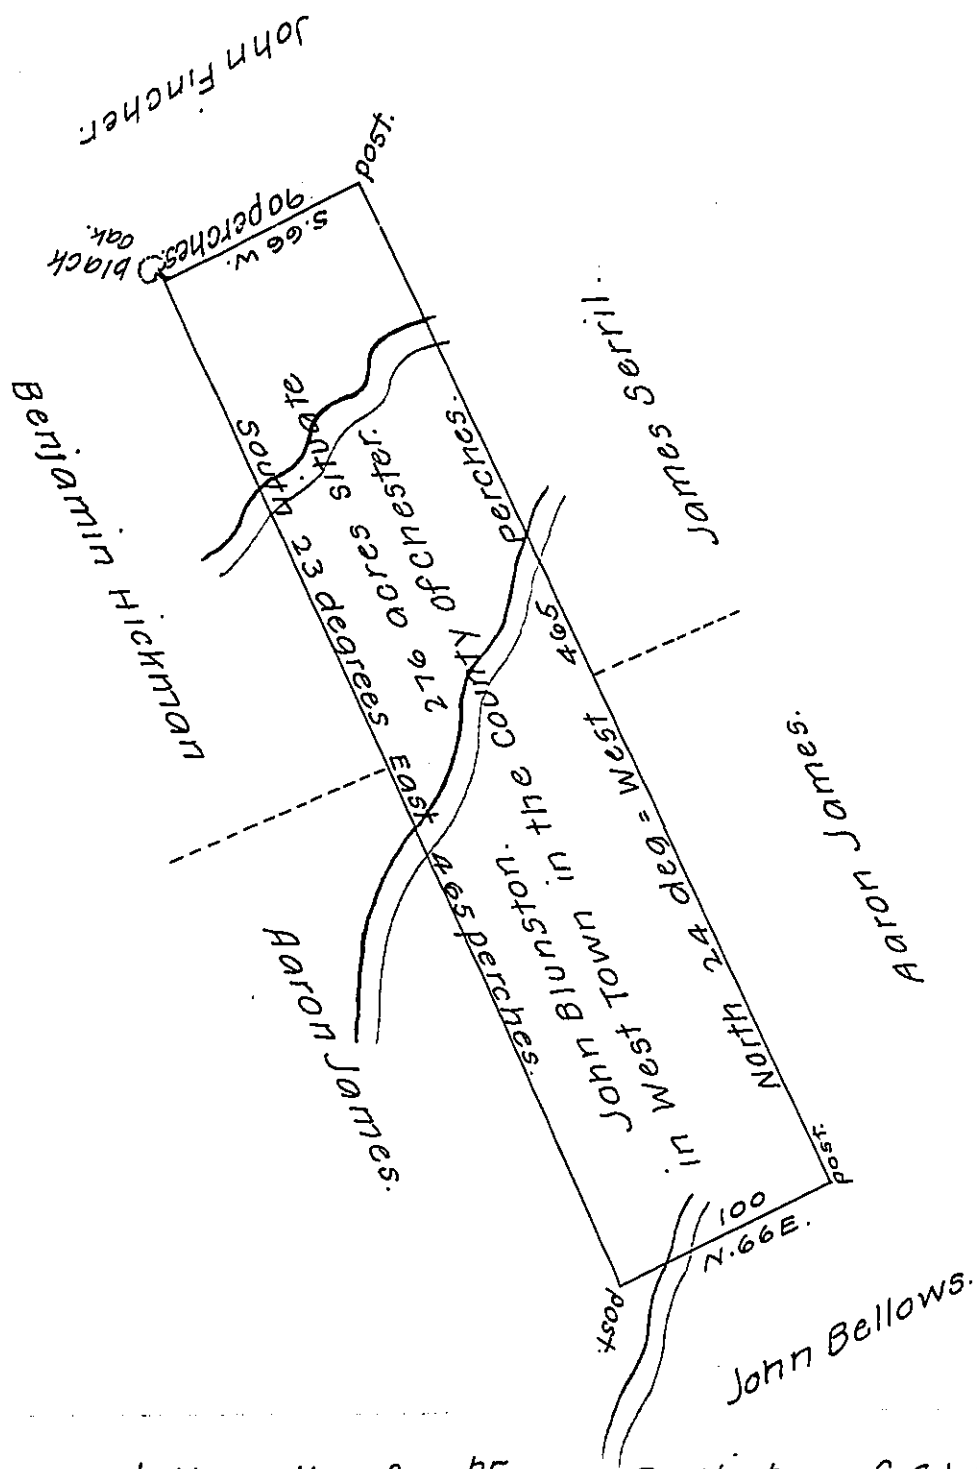 John Fincher.
post.
90 perches.
S. 66 W.
black
oak.
Benjamin Hickman
James Serril.
South 23 degrees East 465½ perches.
276 acres situate
John Blunston.
in West Town in the County of Chester.
North 24 deg = West 465 Perches.
Aaron James.
Aaron James.
100
N. 66 E.
post.
post.
John Bellows.